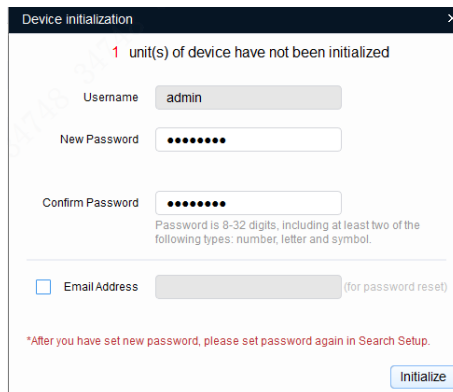 Device initialization
1 unit(s) of device have not been initialized
Username admin
New Password ●●●●●●●●
Confirm Password ●●●●●●●●
Password is 8-32 digits, including at least two of the
following types: number, letter and symbol.
Email Address (for password reset)
*After you have set new password, please set password again in Search Setup.
Initialize